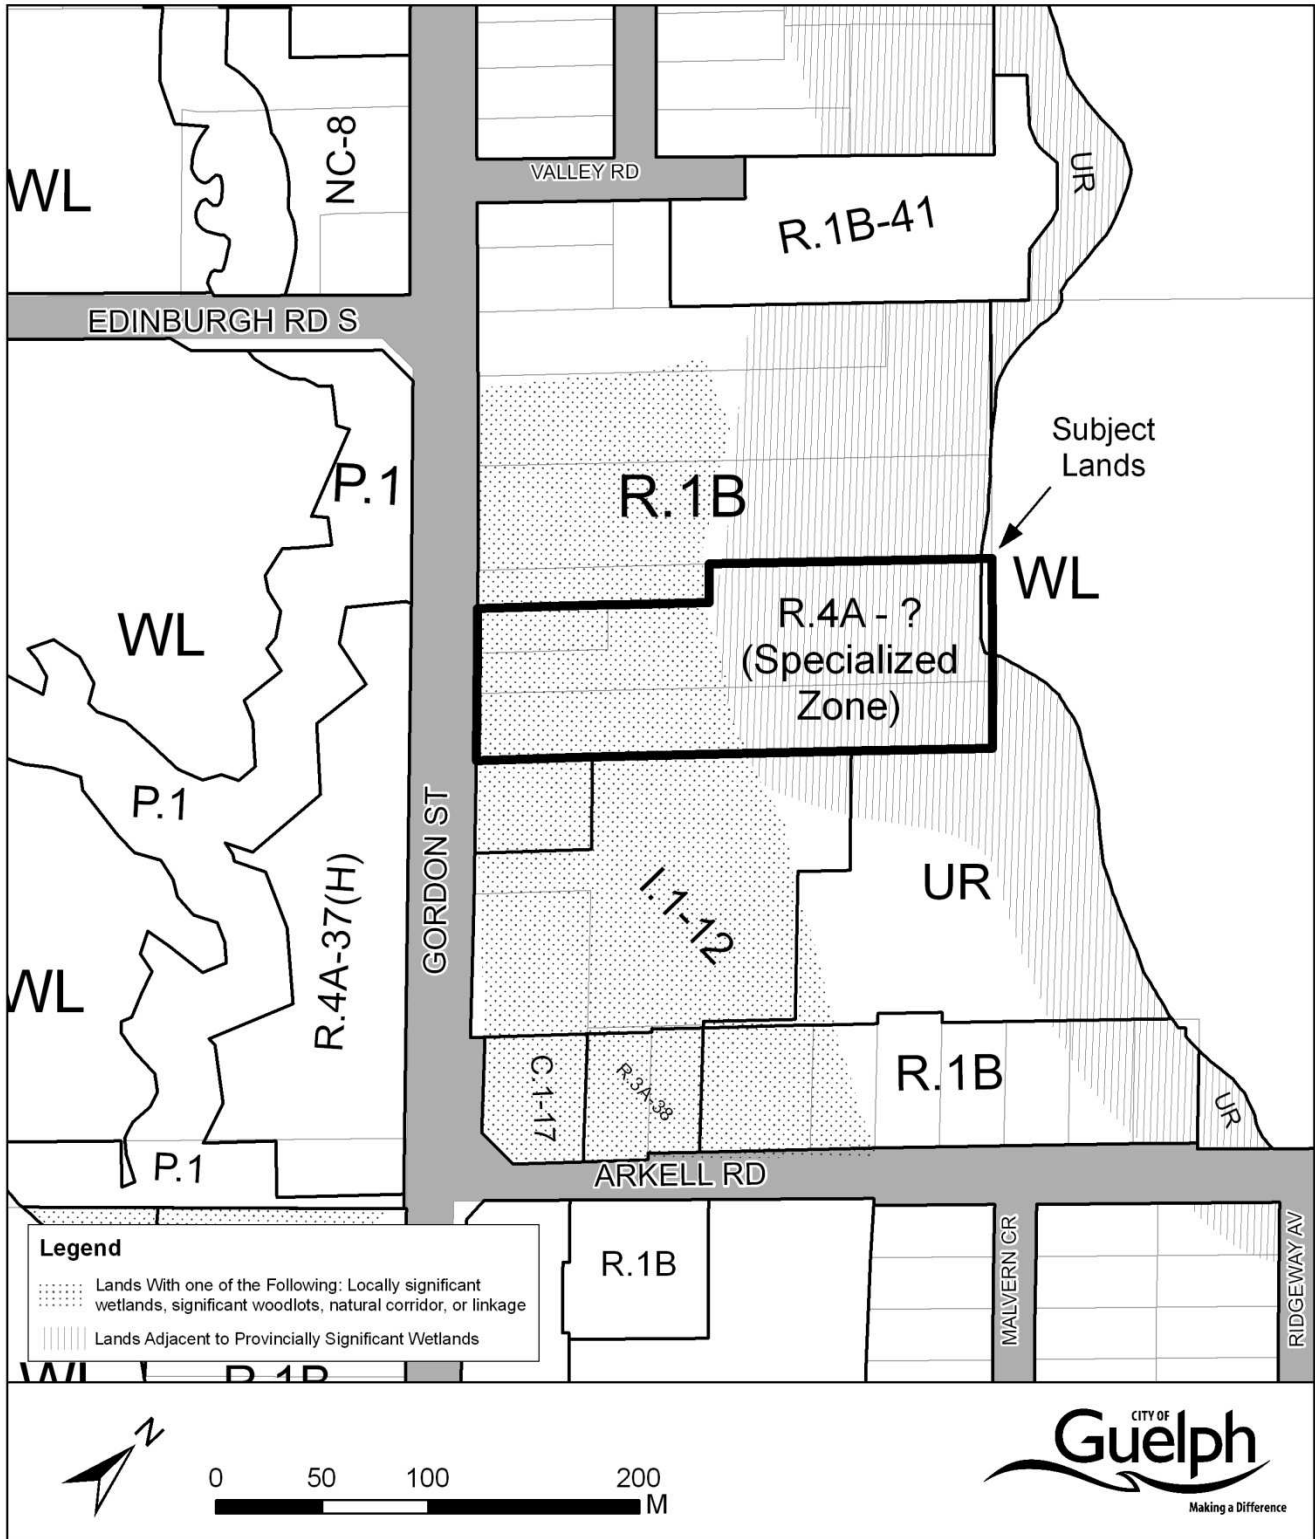 WL
NC-8
VALLEY RD
UR
R.1B-41
EDINBURGH RD S
P.1
R.1B
Subject
Lands
WL
WL
R.4A - ?
(Specialized
Zone)
P.1
GORDON ST
R.4A-37(H)
I.1-12
UR
WL
C.1-17
R.3A-38
R.1B
UR
P.1
ARKELL RD
R.1B
MALVERN CR
RIDGEWAY AV
Legend
Lands With one of the Following: Locally significant
wetlands, significant woodlots, natural corridor, or linkage
Lands Adjacent to Provincially Significant Wetlands
WL
R.1B
N
0 50 100 200
M
CITY OF
Guelph
Making a Difference